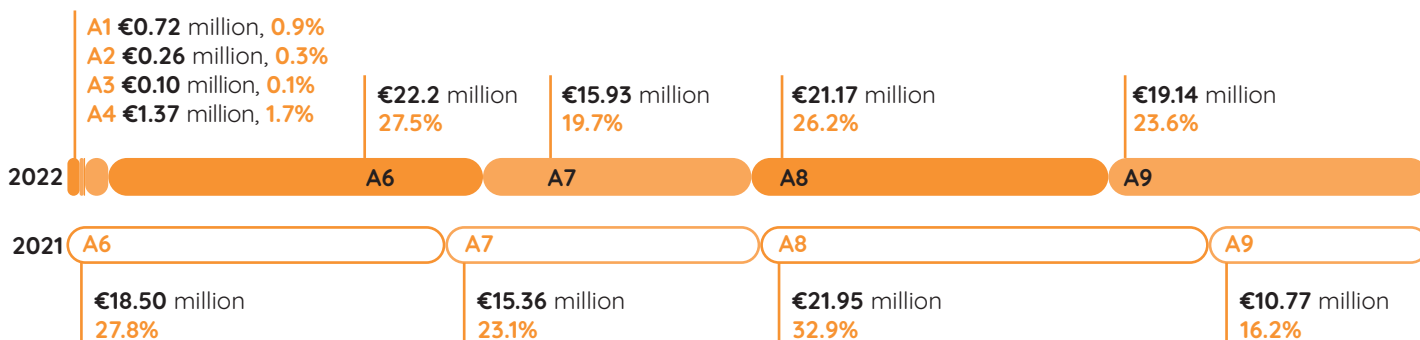 A1 €0.72 million, 0.9%
A2 €0.26 million, 0.3%
A3 €0.10 million, 0.1%
A4 €1.37 million, 1.7%
€22.2 million
27.5%
€15.93 million
19.7%
€21.17 million
26.2%
€19.14 million
23.6%
2022 A6 A7 A8 A9
2021 A6 A7 A8 A9
€18.50 million
27.8%
€15.36 million
23.1%
€21.95 million
32.9%
€10.77 million
16.2%